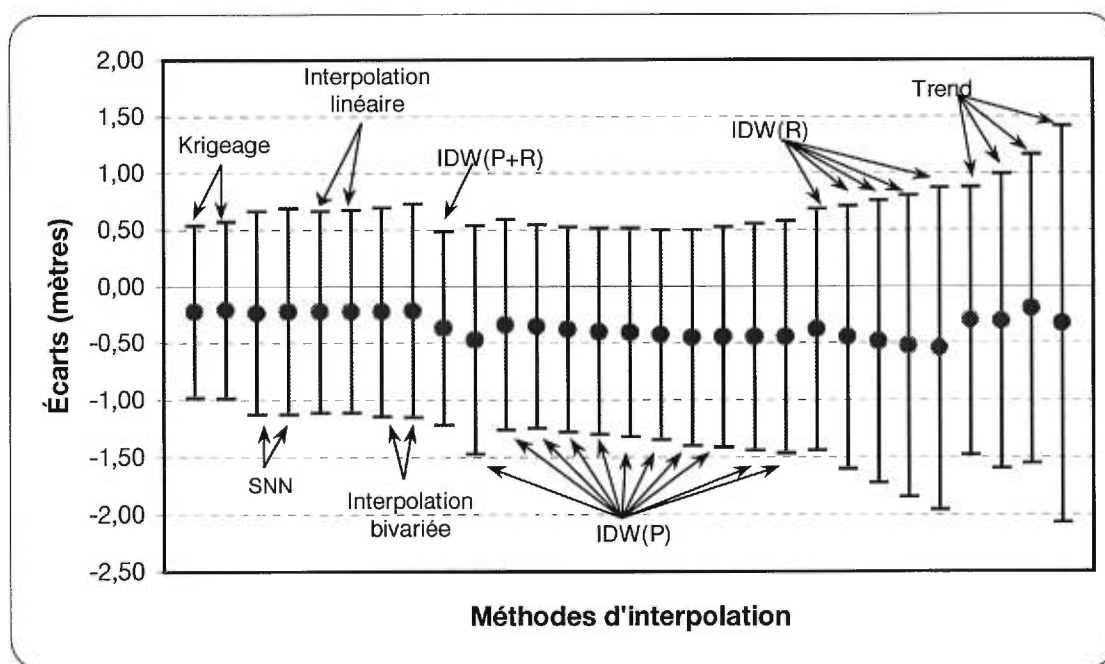 2,00
1,50
1,00
0,50
0,00
-0,50
-1,00
-1,50
-2,00
-2,50
Écarts (mètres)
Krigeage
Interpolation
linéaire
IDW(P+R)
IDW(R)
Trend
SNN
Interpolation
bivariée
IDW(P)
Méthodes d'interpolation